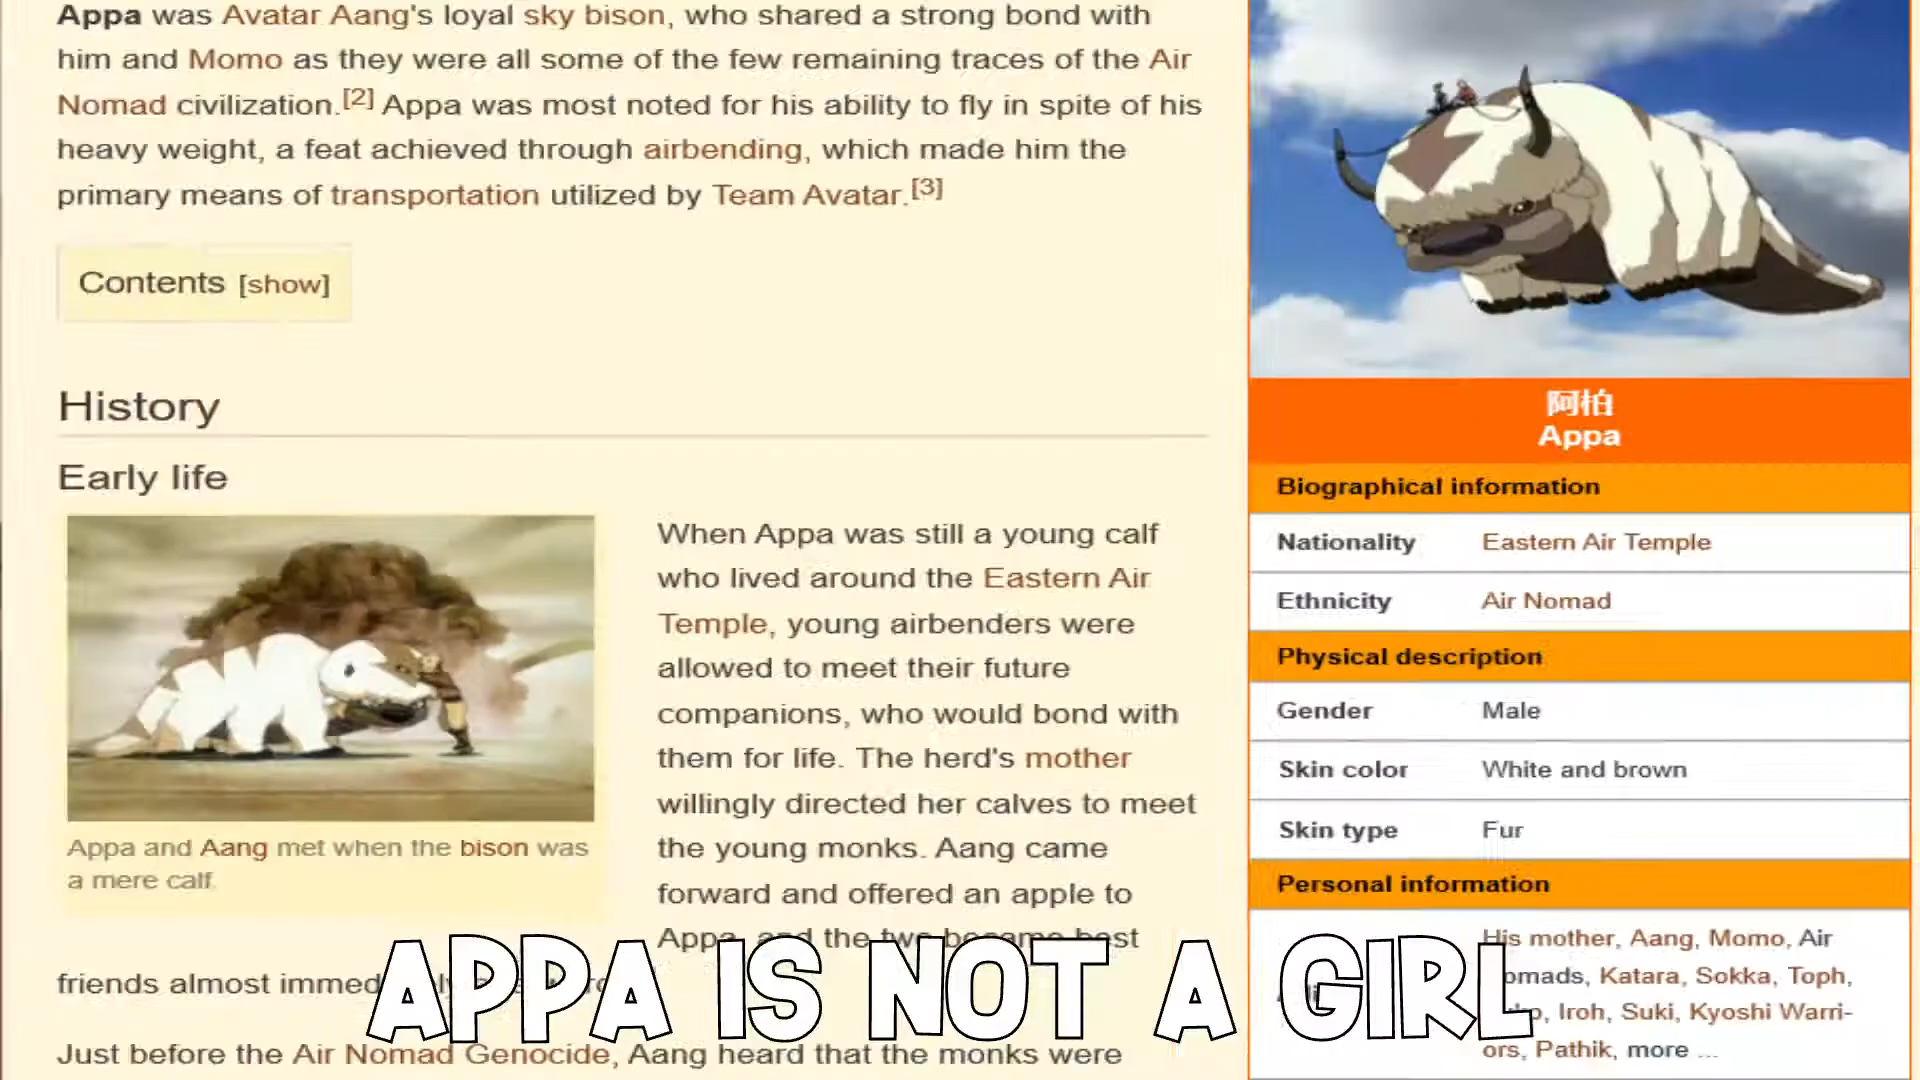 Appa was Avatar Aang's loyal sky bison, who shared a strong bond with
him and Momo as they were all some of the few remaining traces of the Air
Nomad civilization.[2] Appa was most noted for his ability to fly in spite of his
heavy weight, a feat achieved through airbending, which made him the
primary means of transportation utilized by Team Avatar.[3]
Contents [show]
History
Early life
Appa and Aang met when the bison was
a mere calf.
When Appa was still a young calf
who lived around the Eastern Air
Temple, young airbenders were
allowed to meet their future
companions, who would bond with
them for life. The herd's mother
willingly directed her calves to meet
the young monks. Aang came
forward and offered an apple to
Appa, and the two became best
friends almost
Just before the Air Nomad Genocide, Aang heard that the monks were
阿柏
Appa
Biographical information
Nationality Eastern Air Temple
Ethnicity Air Nomad
Physical description
Gender Male
Skin color White and brown
Skin type Fur
Personal information
His mother, Aang, Momo, Air
Katara, Sokka, Toph,
Iroh, Suki, Kyoshi Warri-
ors, Pathik, more ...
APPA IS NOT A GIRL